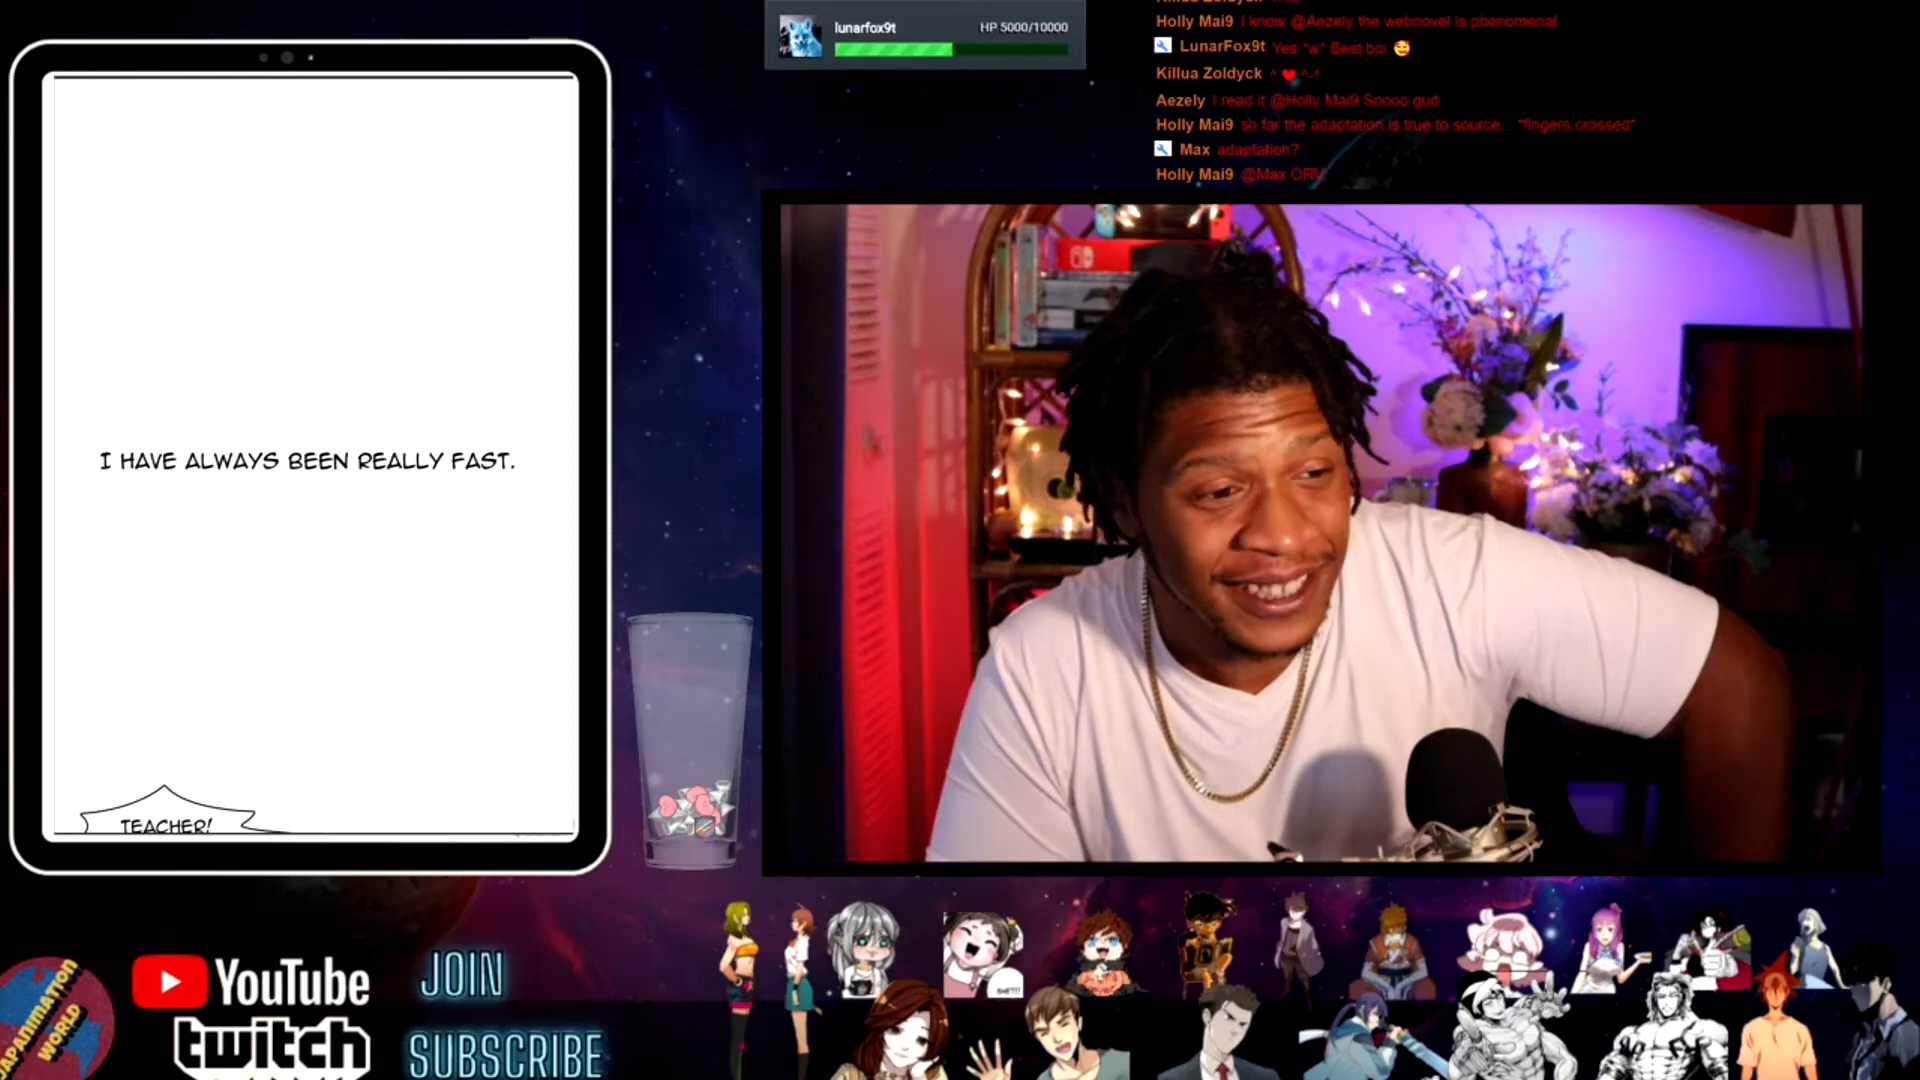 lunarfox9t
HP 5000/10000
Holly Mai9 I know @Aezely the webnovel is phenomenal
LunarFox9t Yes "w" Best boi
Killua Zoldyck ^ ^-^
Aezely I read it @Holly Mai9 Soooo gud
Holly Mai9 so far the adaptation is true to source... *fingers crossed*
Max adaptation?
Holly Mai9 @Max ORV
I HAVE ALWAYS BEEN REALLY FAST.
TEACHER!
JAPANIMATION
WORLD
YouTube
twitch
JOIN
SUBSCRIBE